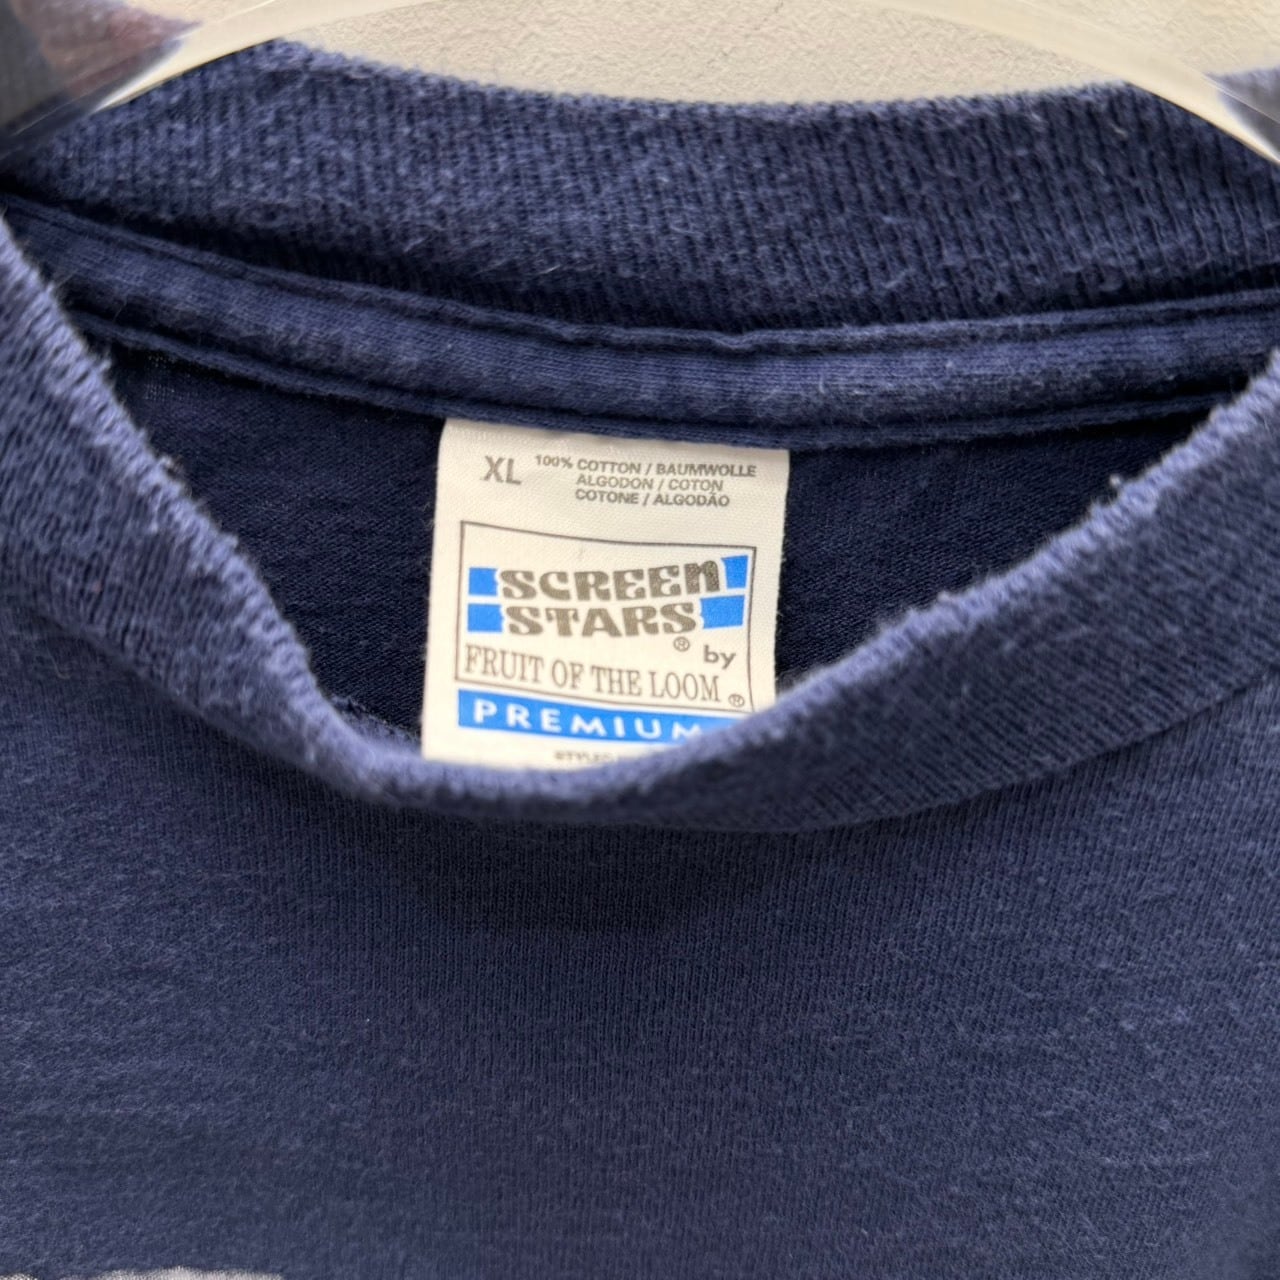 XL
100% COTTON / BAUMWOLLE
ALGODON / COTON
COTONE / ALGODÃO
SCREEN
STARS®
by
FRUIT OF THE LOOM®
PREMIUM